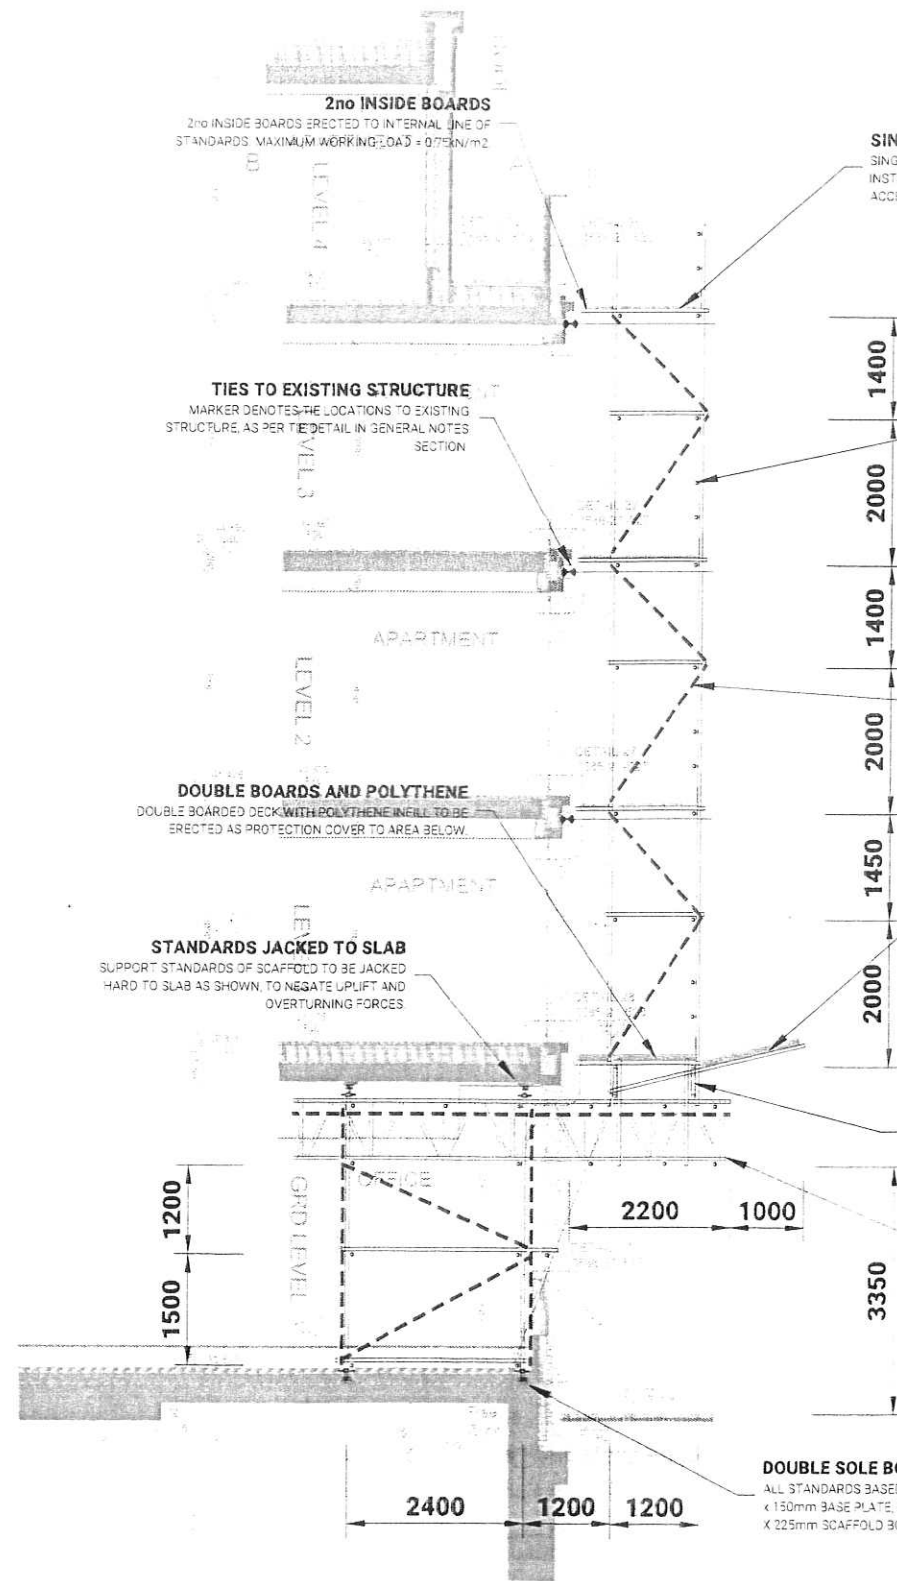 2no INSIDE BOARDS
2no INSIDE BOARDS ERECTED TO INTERNAL LINE OF
STANDARDS. MAXIMUM WORKING LOAD = 0.75kN/m2
SIN
SING
INST
ACCE
LEVEL 4
1400
TIES TO EXISTING STRUCTURE
MARKER DENOTES TIE LOCATIONS TO EXISTING
STRUCTURE, AS PER TIE DETAIL IN GENERAL NOTES
SECTION
LEVEL 3
2000
1400
APARTMENT
LEVEL 2
2000
DOUBLE BOARDS AND POLYTHENE
DOUBLE BOARDED DECK WITH POLYTHENE INFILL TO BE
ERECTED AS PROTECTION COVER TO AREA BELOW.
1450
APARTMENT
STANDARDS JACKED TO SLAB
SUPPORT STANDARDS OF SCAFFOLD TO BE JACKED
HARD TO SLAB AS SHOWN, TO NEGATE UPLIFT AND
OVERTURNING FORCES.
2000
OFFICE
GRD LEVEL
1200
2200
1000
1500
3350
DOUBLE SOLE BO
ALL STANDARDS BASED
x 150mm BASE PLATE,
X 225mm SCAFFOLD BO
2400
1200
1200